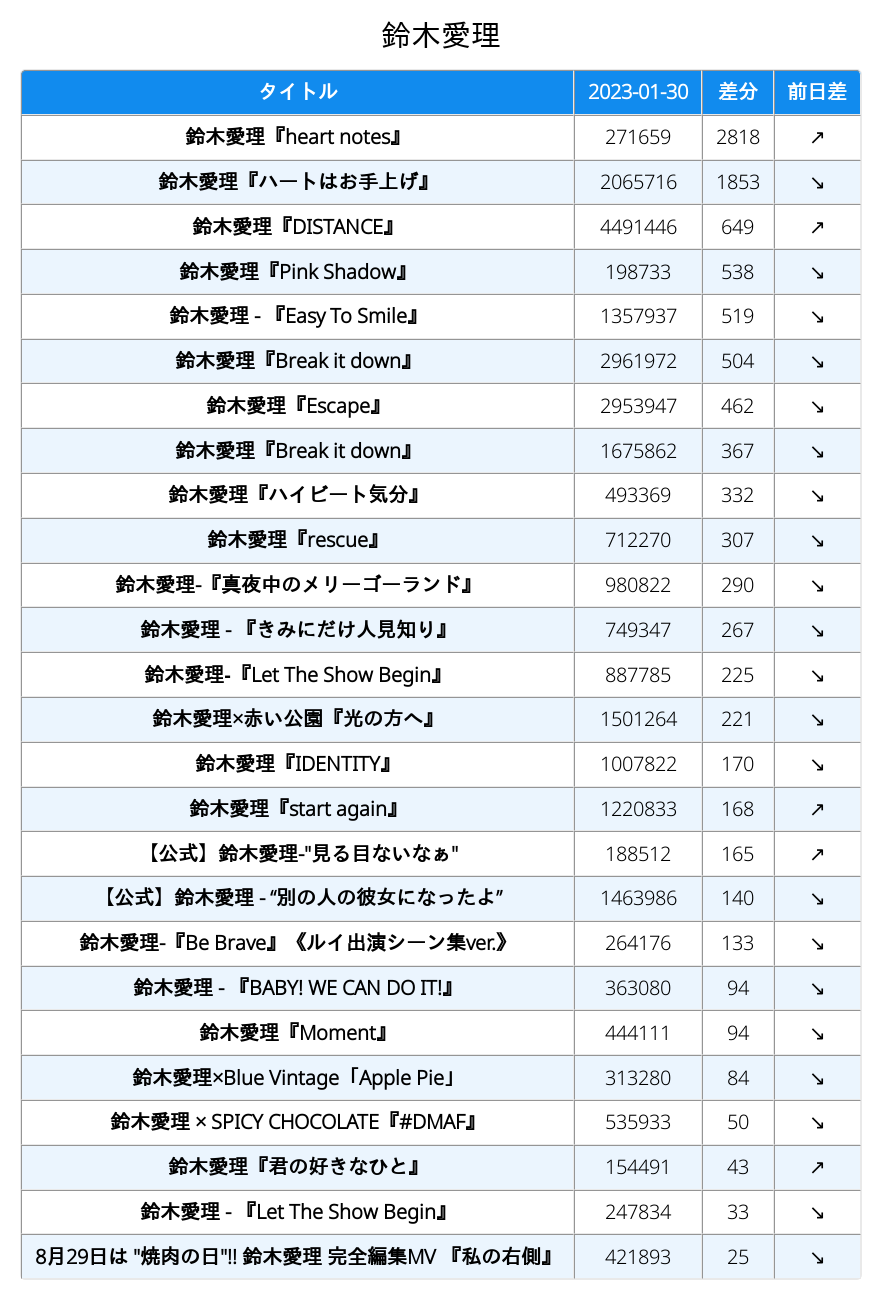 鈴木愛理
タイトル 2023-01-30 差分 前日差
鈴木愛理『heart notes』 271659 2818 ↗
鈴木愛理『ハートはお手上げ』 2065716 1853 ↘
鈴木愛理『DISTANCE』 4491446 649 ↗
鈴木愛理『Pink Shadow』 198733 538 ↘
鈴木愛理 - 『Easy To Smile』 1357937 519 ↘
鈴木愛理『Break it down』 2961972 504 ↘
鈴木愛理『Escape』 2953947 462 ↘
鈴木愛理『Break it down』 1675862 367 ↘
鈴木愛理『ハイビート気分』 493369 332 ↘
鈴木愛理『rescue』 712270 307 ↘
鈴木愛理-『真夜中のメリーゴーランド』 980822 290 ↘
鈴木愛理 - 『きみにだけ人見知り』 749347 267 ↘
鈴木愛理-『Let The Show Begin』 887785 225 ↘
鈴木愛理×赤い公園『光の方へ』 1501264 221 ↘
鈴木愛理『IDENTITY』 1007822 170 ↘
鈴木愛理『start again』 1220833 168 ↗
【公式】鈴木愛理-"見る目ないなぁ" 188512 165 ↗
【公式】鈴木愛理 - “別の人の彼女になったよ” 1463986 140 ↘
鈴木愛理-『Be Brave』《ルイ出演シーン集ver.》 264176 133 ↘
鈴木愛理 - 『BABY! WE CAN DO IT!』 363080 94 ↘
鈴木愛理『Moment』 444111 94 ↘
鈴木愛理×Blue Vintage「Apple Pie」 313280 84 ↘
鈴木愛理 × SPICY CHOCOLATE『#DMAF』 535933 50 ↘
鈴木愛理『君の好きなひと』 154491 43 ↗
鈴木愛理 - 『Let The Show Begin』 247834 33 ↘
8月29日は "焼肉の日"!! 鈴木愛理 完全編集MV 『私の右側』 421893 25 ↘